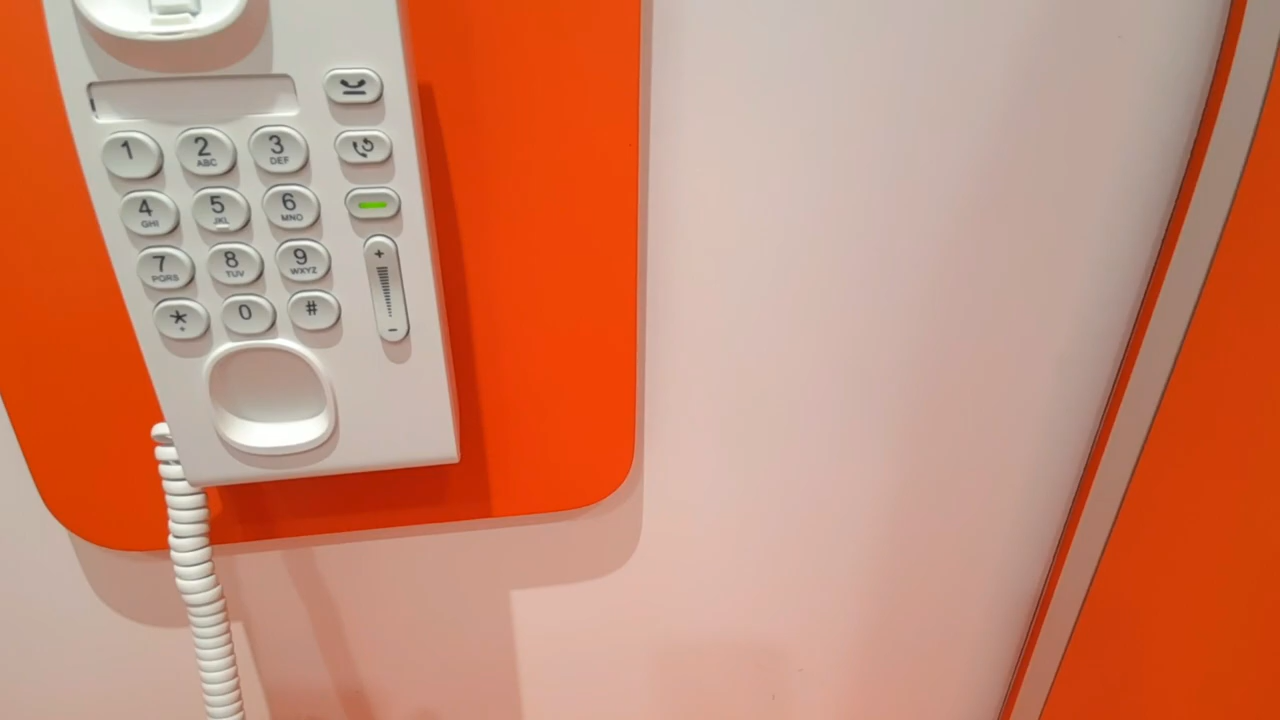 1 2 3
ABC DEF
4 5 6
GHI JKL MNO
7 8 9
PQRS TUV WXYZ
* 0 #
+
+
-